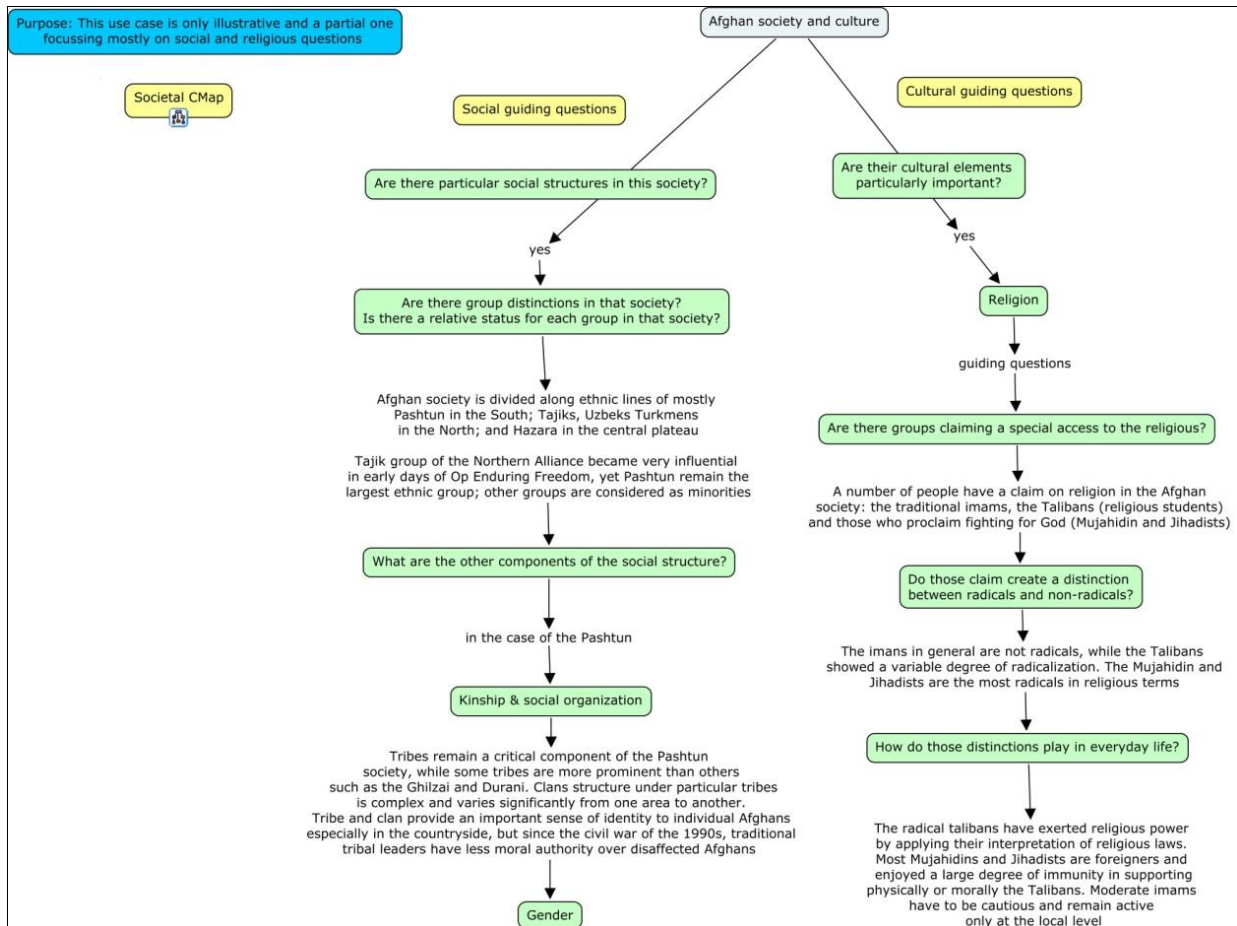 Purpose: This use case is only illustrative and a partial one
focussing mostly on social and religious questions
Afghan society and culture
Societal CMap
Social guiding questions
Cultural guiding questions
Are there particular social structures in this society?
yes
Are there group distinctions in that society?
Is there a relative status for each group in that society?
Afghan society is divided along ethnic lines of mostly
Pashtun in the South; Tajiks, Uzbeks Turkmens
in the North; and Hazara in the central plateau
Tajik group of the Northern Alliance became very influential
in early days of Op Enduring Freedom, yet Pashtun remain the
largest ethnic group; other groups are considered as minorities
What are the other components of the social structure?
in the case of the Pashtun
Kinship & social organization
Tribes remain a critical component of the Pashtun
society, while some tribes are more prominent than others
such as the Ghilzai and Durani. Clans structure under particular tribes
is complex and varies significantly from one area to another.
Tribe and clan provide an important sense of identity to individual Afghans
especially in the countryside, but since the civil war of the 1990s, traditional
tribal leaders have less moral authority over disaffected Afghans
Gender
Are their cultural elements
particularly important?
yes
Religion
guiding questions
Are there groups claiming a special access to the religious?
A number of people have a claim on religion in the Afghan
society: the traditional imams, the Talibans (religious students)
and those who proclaim fighting for God (Mujahidin and Jihadists)
Do those claim create a distinction
between radicals and non-radicals?
The imans in general are not radicals, while the Talibans
showed a variable degree of radicalization. The Mujahidin and
Jihadists are the most radicals in religious terms
How do those distinctions play in everyday life?
The radical talibans have exerted religious power
by applying their interpretation of religious laws.
Most Mujahidins and Jihadists are foreigners and
enjoyed a large degree of immunity in supporting
physically or morally the Talibans. Moderate imams
have to be cautious and remain active
only at the local level